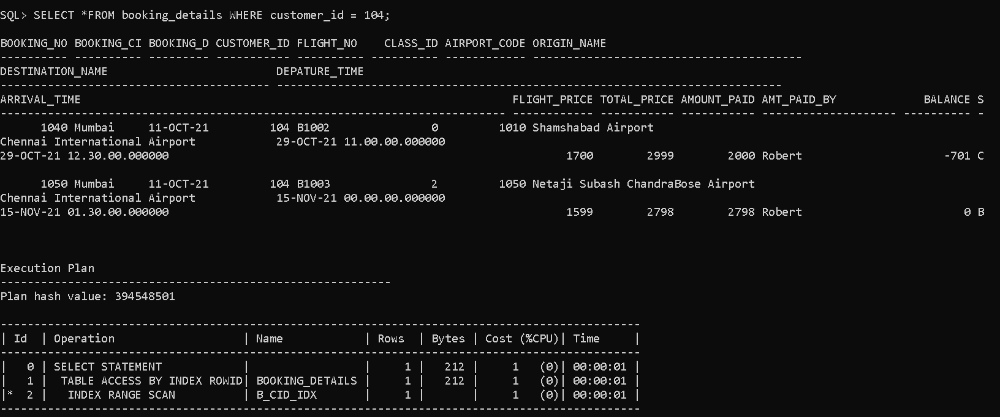 SQL> SELECT *FROM booking_details WHERE customer_id = 104;
BOOKING_NO BOOKING_CI BOOKING_D CUSTOMER_ID FLIGHT_NO    CLASS_ID AIRPORT_CODE ORIGIN_NAME
---------- ---------- --------- ----------- ---------- ---------- ------------ ----------------------------------------
DESTINATION_NAME                         DEPATURE_TIME
---------------------------------------- ---------------------------------------------------------------------------
ARRIVAL_TIME                                                                FLIGHT_PRICE TOTAL_PRICE AMOUNT_PAID AMT_PAID_BY             BALANCE S
--------------------------------------------------------------------------- ------------ ----------- ----------- -------------------- ---------- -
      1040 Mumbai     11-OCT-21         104 B1002               0         1010 Shamshabad Airport
Chennai International Airport            29-OCT-21 11.00.00.000000
29-OCT-21 12.30.00.000000                                                           1700        2999        2000 Robert                     -701 C
      1050 Mumbai     11-OCT-21         104 B1003               2         1050 Netaji Subash ChandraBose Airport
Chennai International Airport            15-NOV-21 00.00.00.000000
15-NOV-21 01.30.00.000000                                                           1599        2798        2798 Robert                        0 B
Execution Plan
----------------------------------------------------------
Plan hash value: 394548501
-----------------------------------------------------------------------------------------------
| Id  | Operation                   | Name            | Rows  | Bytes | Cost (%CPU)| Time     |
-----------------------------------------------------------------------------------------------
|   0 | SELECT STATEMENT            |                 |     1 |   212 |     1   (0)| 00:00:01 |
|   1 |  TABLE ACCESS BY INDEX ROWID| BOOKING_DETAILS |     1 |   212 |     1   (0)| 00:00:01 |
|*  2 |   INDEX RANGE SCAN          | B_CID_IDX       |     1 |       |     1   (0)| 00:00:01 |
-----------------------------------------------------------------------------------------------